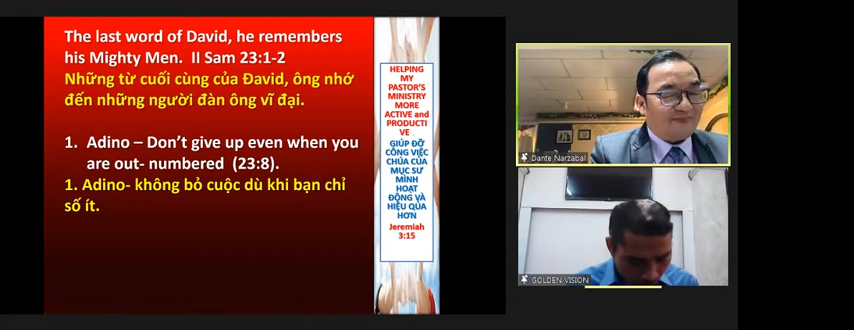 The last word of David, he remembers
his Mighty Men. II Sam 23:1-2
Những từ cuối cùng của Đavid, ông nhớ
đến những người đàn ông vĩ đại.
1. Adino – Don't give up even when you
are out- numbered (23:8).
1. Adino- không bỏ cuộc dù khi bạn chỉ
số ít.
HELPING
MY
PASTOR'S
MINISTRY
MORE
ACTIVE and
PRODUCTI
VE
GIÚP ĐỠ
CÔNG VIỆC
CHÚA CỦA
MỤC SƯ
MÌNH
HOẠT
ĐỘNG VÀ
HIỆU QUẢ
HƠN
Jeremiah
3:15
Dante Narzabal
GOLDEN VISION